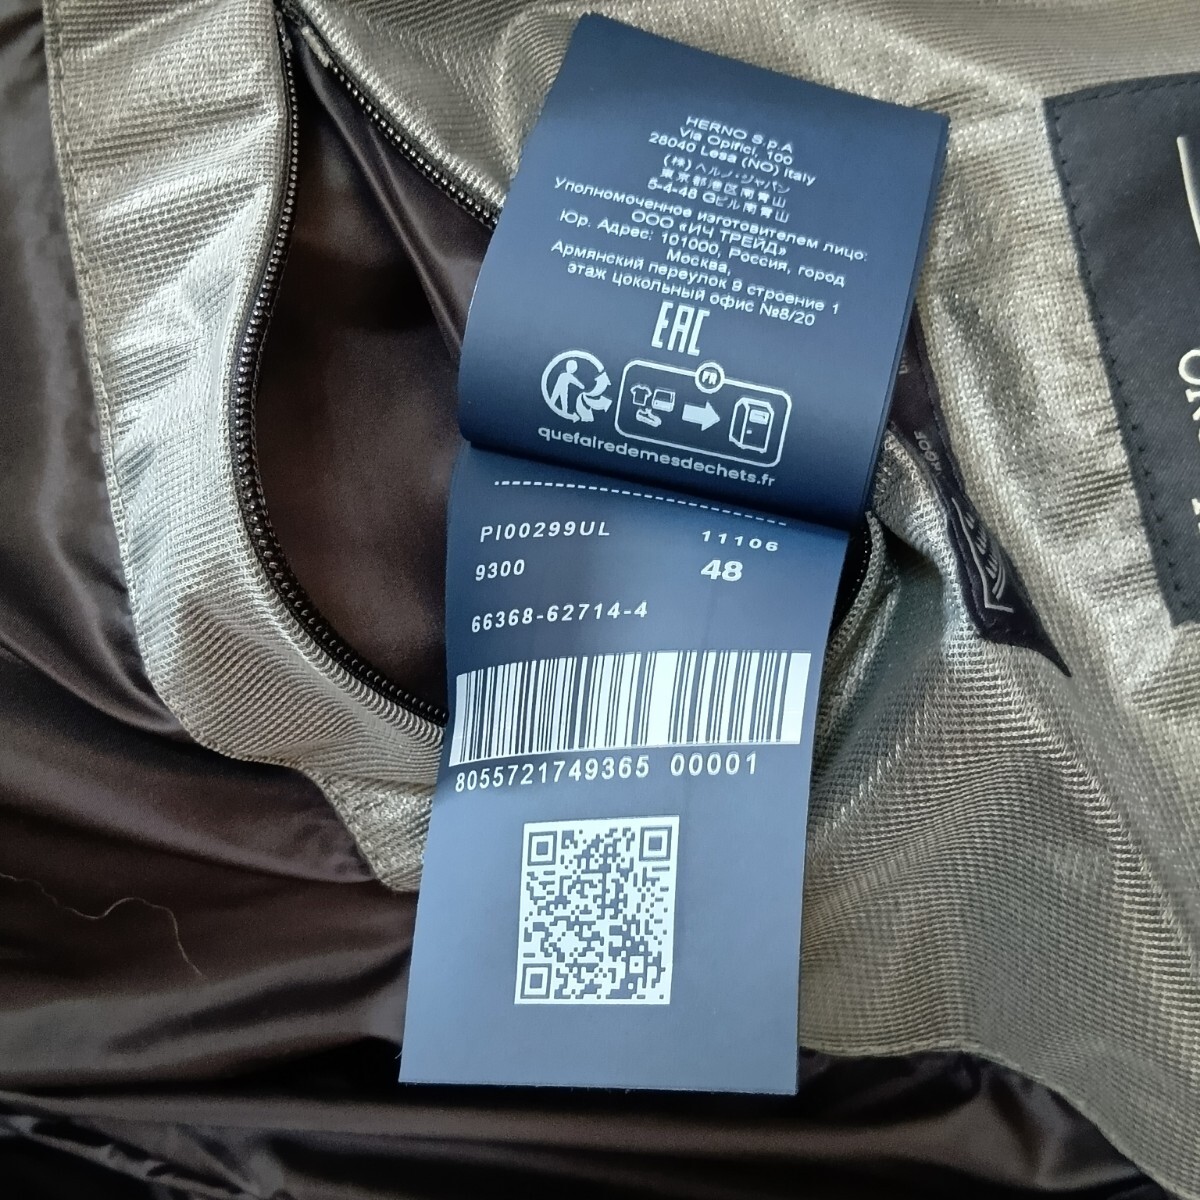 HERNO S.p.A
Via Opifici, 100
28040 Lesa (NO) Italy
(株)ヘルノ・ジャパン
東京都港区南青山
5-4-48 Gビル南青山
Уполномоченное изготовителем лицо:
ООО «ИЧ ТРЕЙД»
Юр. Адрес: 101000, Россия, город
Москва,
Армянский переулок 9 строение 1
этаж цокольный офис №8/20
EAC
FR
quefairedemesdechets.fr
PI00299UL 11106
9300 48
66368-62714-4
8055721749365 00001